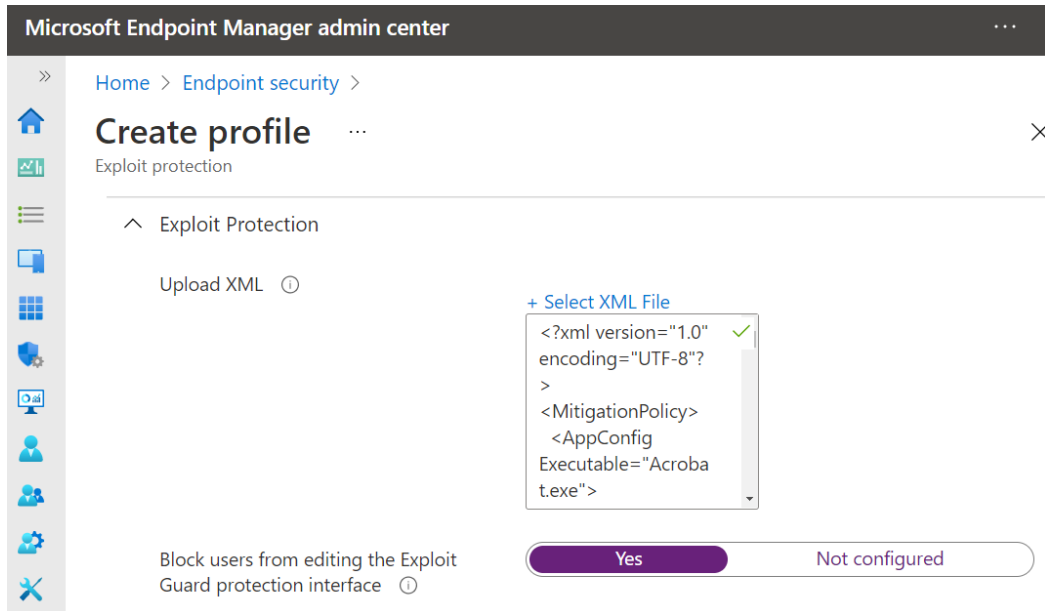 Microsoft Endpoint Manager admin center
Home > Endpoint security >
Create profile
Exploit protection
Exploit Protection
Upload XML
+ Select XML File
<?xml version="1.0"
encoding="UTF-8"?
>
<MitigationPolicy>
<AppConfig
Executable="Acroba
t.exe">
Block users from editing the Exploit
Guard protection interface
Yes
Not configured